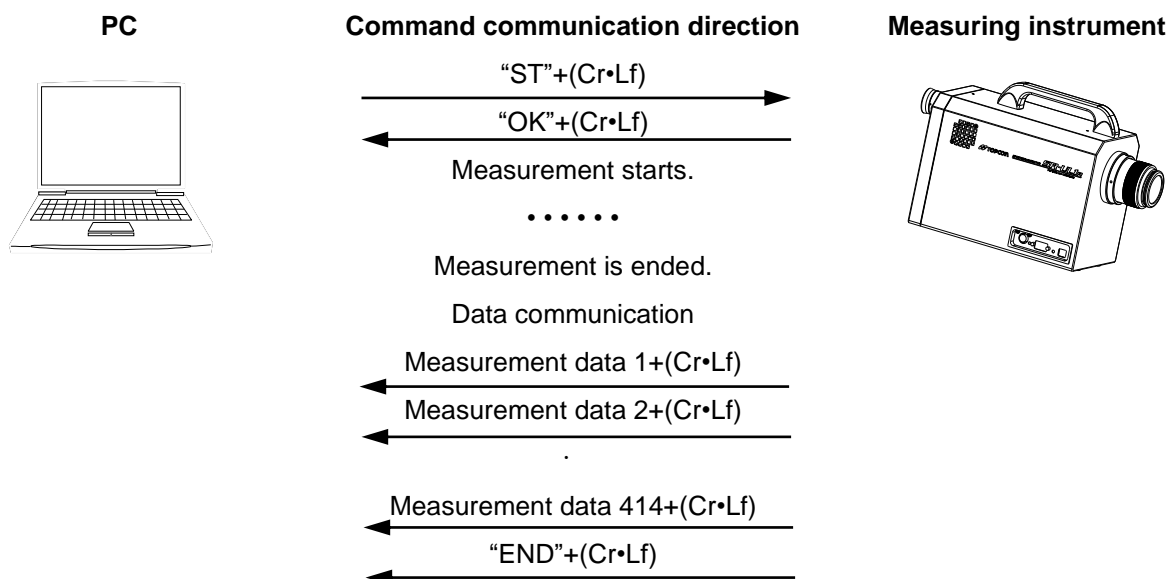 PC Command communication direction Measuring instrument
“ST”+(Cr•Lf)
“OK”+(Cr•Lf)
Measurement starts.
••••••
Measurement is ended.
Data communication
Measurement data 1+(Cr•Lf)
Measurement data 2+(Cr•Lf)
.
Measurement data 414+(Cr•Lf)
“END”+(Cr•Lf)
TOPCON